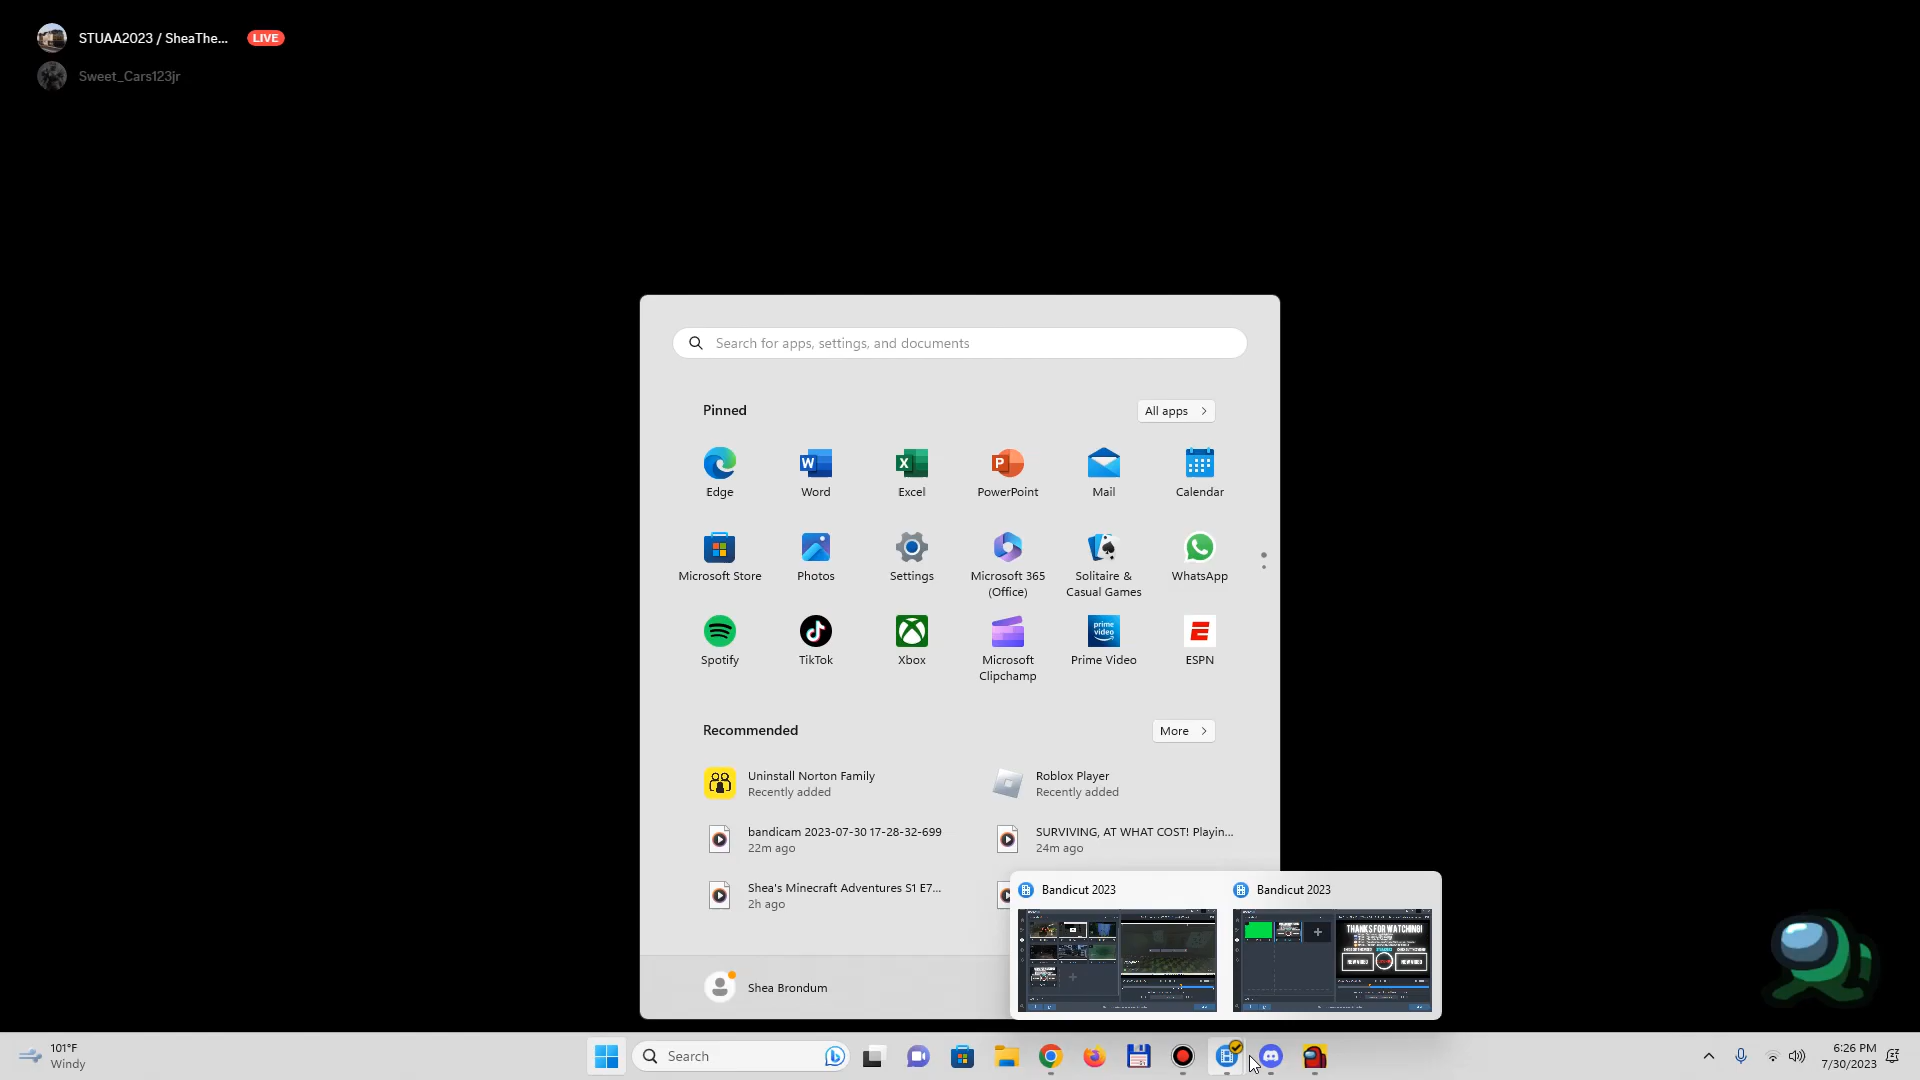 STUAA2023 / SheaThe...
LIVE
Sweet_Cars123jr
Search for apps, settings, and documents
Pinned
All apps
Edge
Word
Excel
PowerPoint
Mail
Calendar
Microsoft Store
Photos
Settings
Microsoft 365
(Office)
Solitaire &
Casual Games
WhatsApp
prime
video
Spotify
TikTok
Xbox
Microsoft
Clipchamp
Prime Video
ESPN
Recommended
More
Uninstall Norton Family
Recently added
Roblox Player
Recently added
bandicam 2023-07-30 17-28-32-699
22m ago
SURVIVING, AT WHAT COST! Playin...
24m ago
Shea's Minecraft Adventures S1 E7...
2h ago
Bandicut 2023
Bandicut 2023
THANKS FOR WATCHING!
Shea Brondum
101°F
Windy
Search
6:26 PM
7/30/2023